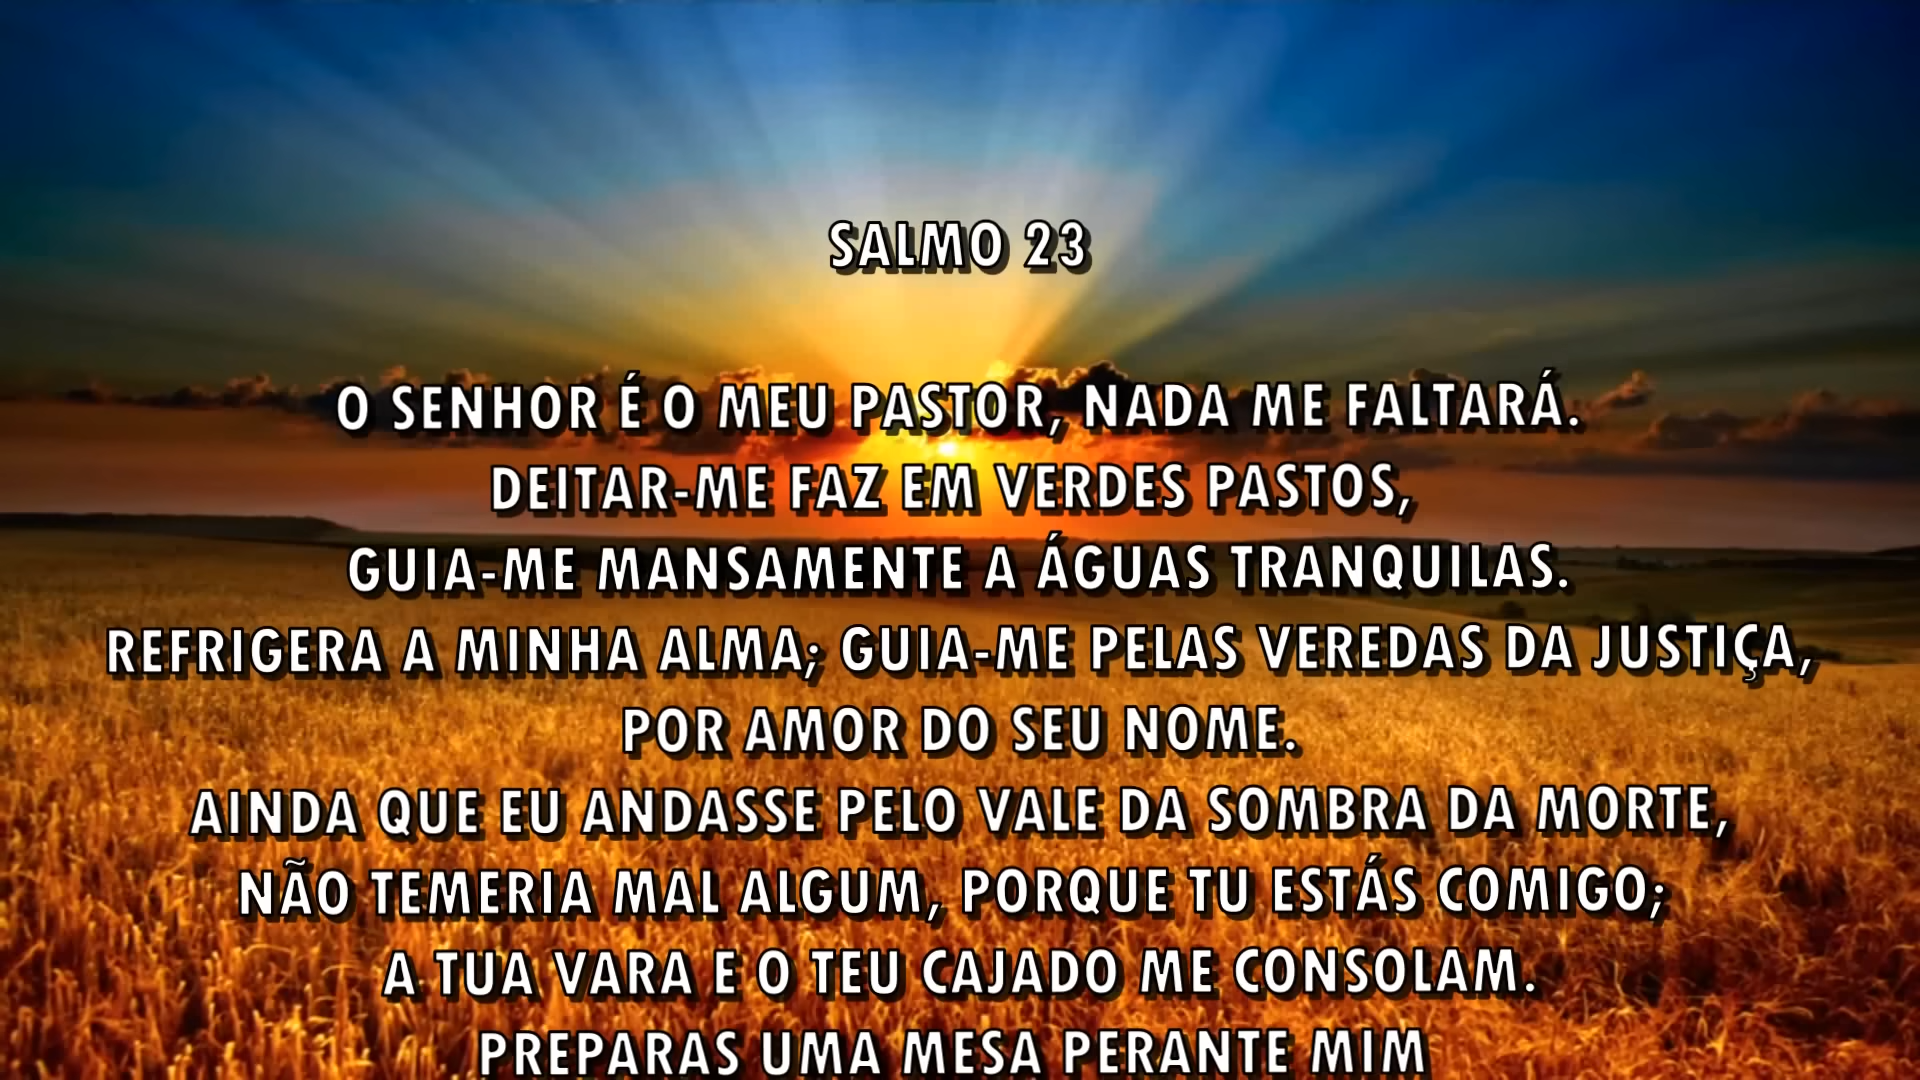 SALMO 23
O SENHOR É O MEU PASTOR, NADA ME FALTARÁ.
DEITAR-ME FAZ EM VERDES PASTOS,
GUIA-ME MANSAMENTE A ÁGUAS TRANQUILAS.
REFRIGERA A MINHA ALMA; GUIA-ME PELAS VEREDAS DA JUSTIÇA,
POR AMOR DO SEU NOME.
AINDA QUE EU ANDASSE PELO VALE DA SOMBRA DA MORTE,
NÃO TEMERIA MAL ALGUM, PORQUE TU ESTÁS COMIGO;
A TUA VARA E O TEU CAJADO ME CONSOLAM.
PREPARAS UMA MESA PERANTE MIM